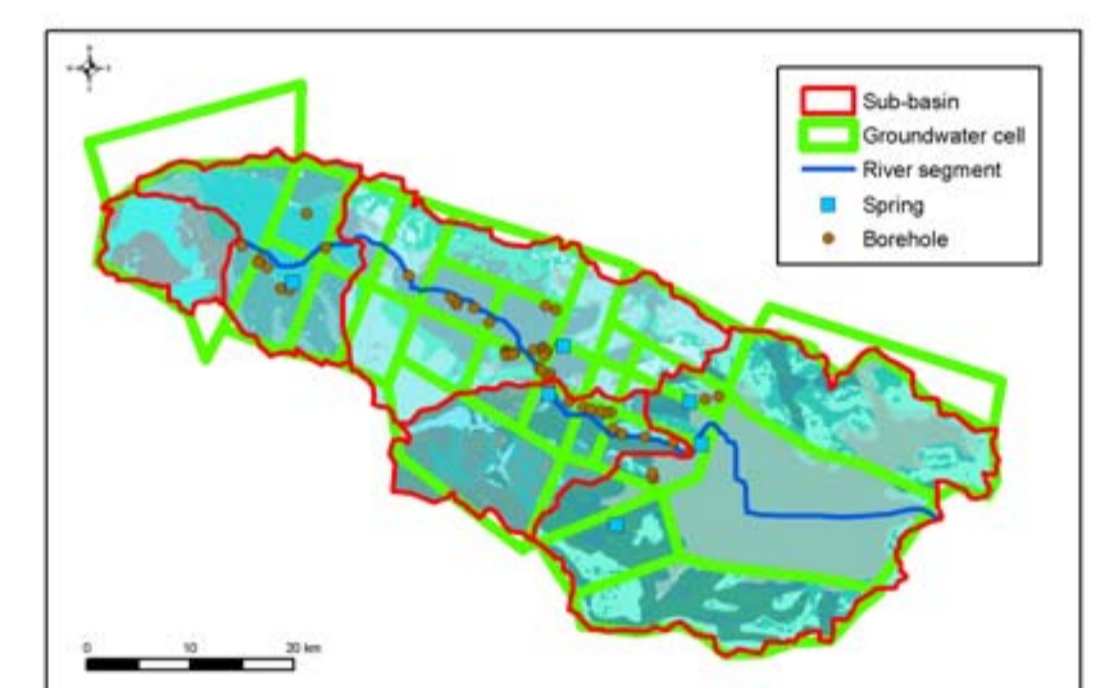 Sub-basin
Groundwater cell
River segment
Spring
Borehole
0 10 20 km